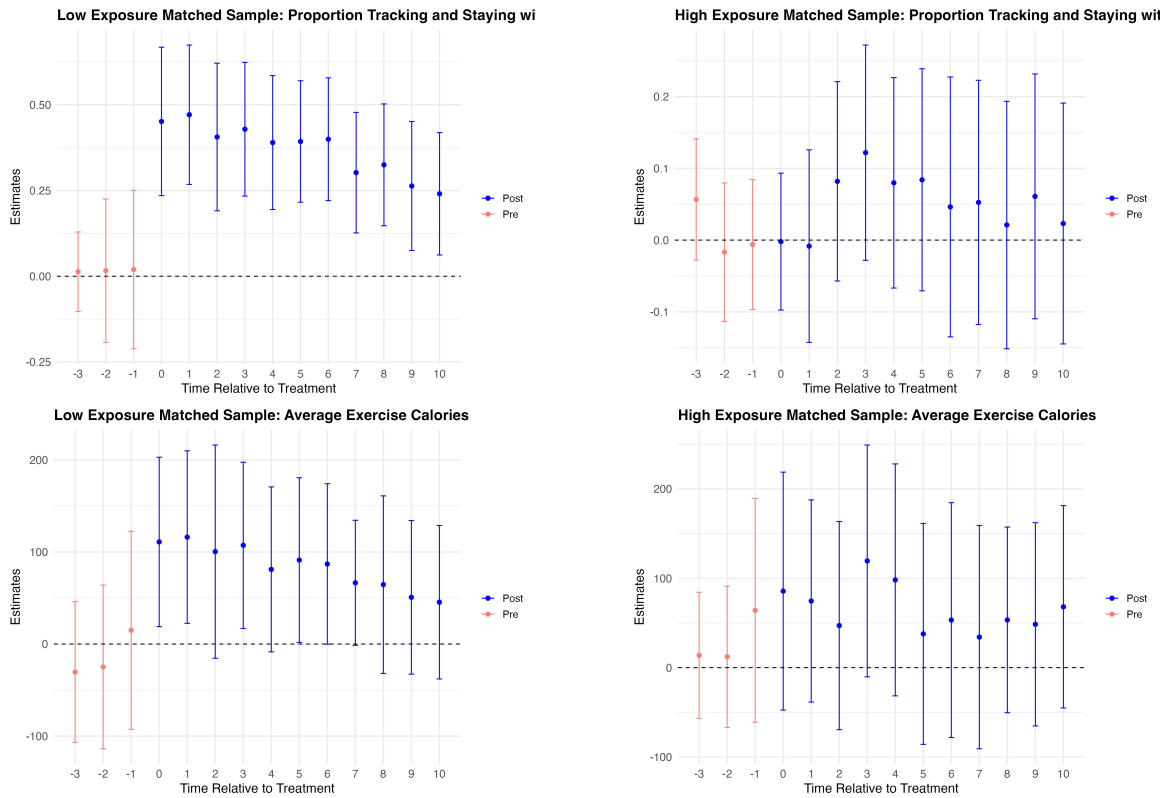 Low Exposure Matched Sample: Proportion Tracking and Staying wi
Estimates
0.50
0.25
0.00
-0.25
-3 -2 -1 0 1 2 3 4 5 6 7 8 9 10
Time Relative to Treatment
Post
Pre
High Exposure Matched Sample: Proportion Tracking and Staying wit
Estimates
0.2
0.1
0.0
-0.1
-3 -2 -1 0 1 2 3 4 5 6 7 8 9 10
Time Relative to Treatment
Post
Pre
Low Exposure Matched Sample: Average Exercise Calories
Estimates
200
100
0
-100
-3 -2 -1 0 1 2 3 4 5 6 7 8 9 10
Time Relative to Treatment
Post
Pre
High Exposure Matched Sample: Average Exercise Calories
Estimates
200
100
0
-100
-3 -2 -1 0 1 2 3 4 5 6 7 8 9 10
Time Relative to Treatment
Post
Pre